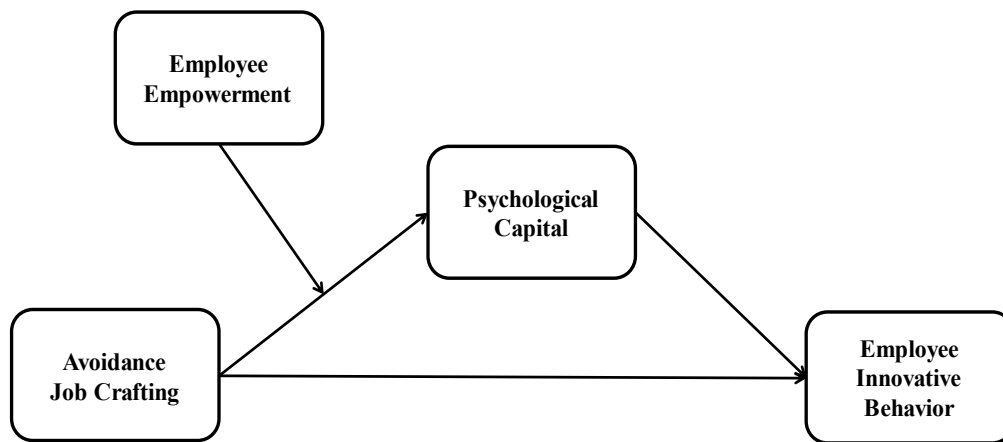 Employee
Empowerment
Psychological
Capital
Avoidance
Job Crafting
Employee
Innovative
Behavior